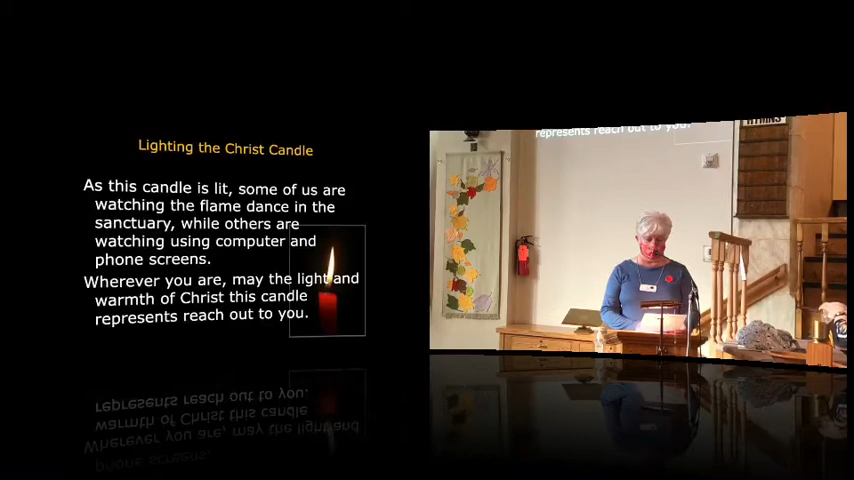 Lighting the Christ Candle
As this candle is lit, some of us are
watching the flame dance in the
sanctuary, while others are
watching using computer and
phone screens.
Wherever you are, may the light and
warmth of Christ this candle
represents reach out to you.
represents reach out to you.
HYMNS